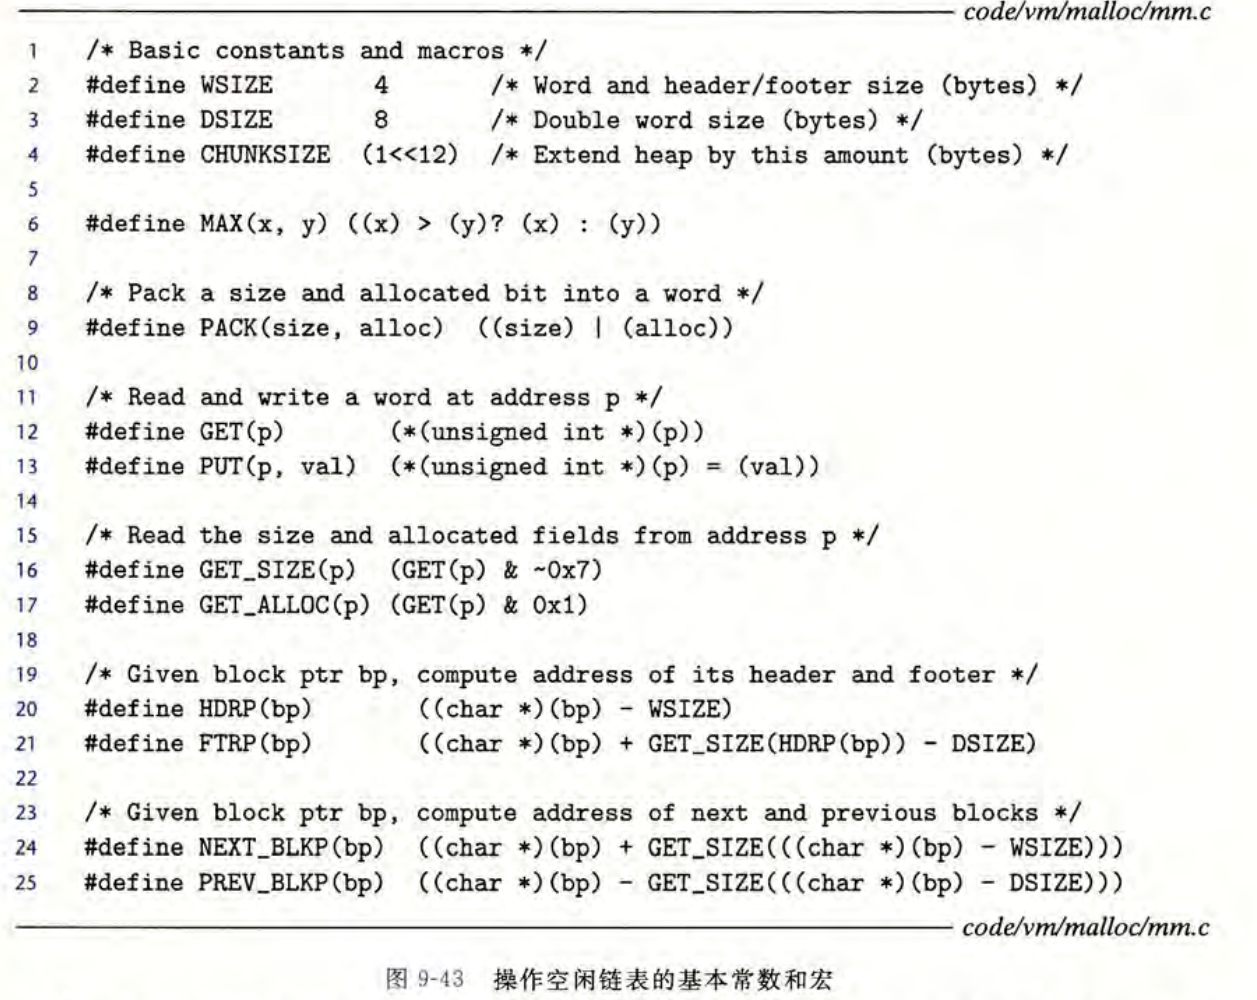 code/vm/malloc/mm.c
1 /* Basic constants and macros */
2 #define WSIZE 4 /* Word and header/footer size (bytes) */
3 #define DSIZE 8 /* Double word size (bytes) */
4 #define CHUNKSIZE (1<<12) /* Extend heap by this amount (bytes) */
5
6 #define MAX(x, y) ((x) > (y)? (x) : (y))
7
8 /* Pack a size and allocated bit into a word */
9 #define PACK(size, alloc) ((size) | (alloc))
10
11 /* Read and write a word at address p */
12 #define GET(p) (*(unsigned int *)(p))
13 #define PUT(p, val) (*(unsigned int *)(p) = (val))
14
15 /* Read the size and allocated fields from address p */
16 #define GET_SIZE(p) (GET(p) & ~0x7)
17 #define GET_ALLOC(p) (GET(p) & 0x1)
18
19 /* Given block ptr bp, compute address of its header and footer */
20 #define HDRP(bp) ((char *)(bp) - WSIZE)
21 #define FTRP(bp) ((char *)(bp) + GET_SIZE(HDRP(bp)) - DSIZE)
22
23 /* Given block ptr bp, compute address of next and previous blocks */
24 #define NEXT_BLKP(bp) ((char *)(bp) + GET_SIZE(((char *)(bp) - WSIZE)))
25 #define PREV_BLKP(bp) ((char *)(bp) - GET_SIZE(((char *)(bp) - DSIZE)))
code/vm/malloc/mm.c
图 9-43 操作空闲链表的基本常数和宏